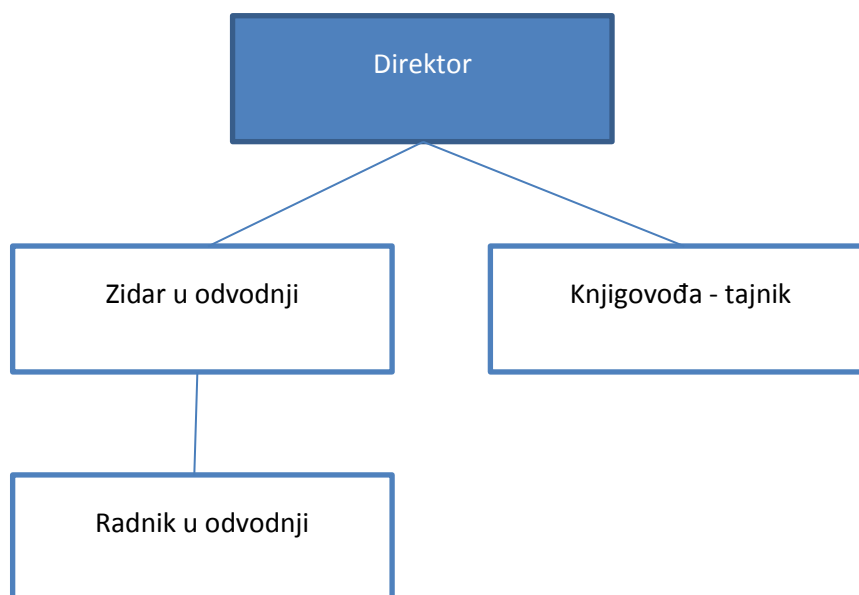 Direktor
Zidar u odvodnji
Knjigovođa - tajnik
Radnik u odvodnji